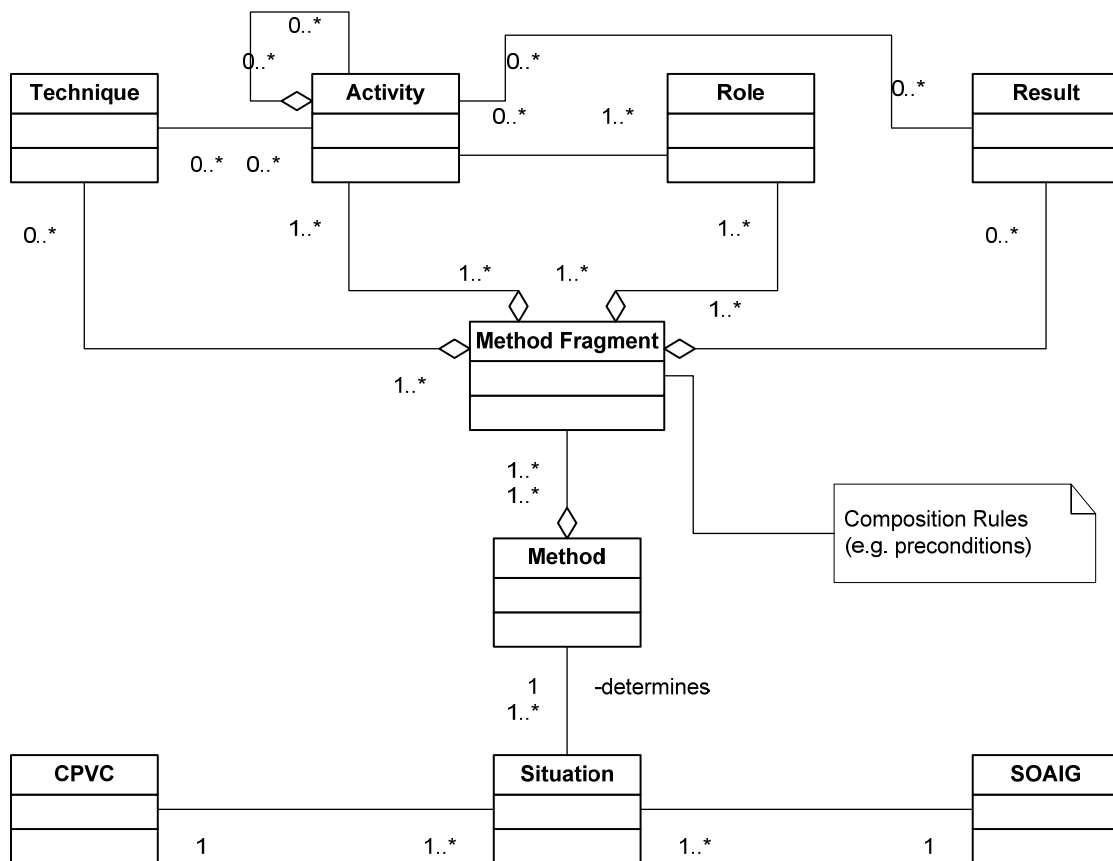 0..*
0..*
0..*
0..*
Technique
Activity
Role
Result
0..*
1..*
0..*
0..*
0..*
1..*
1..*
0..*
1..*
1..*
1..*
Method Fragment
1..*
1..*
1..*
Composition Rules
(e.g. preconditions)
Method
1
-determines
1..*
CPVC
Situation
SOAIG
1
1..*
1..*
1